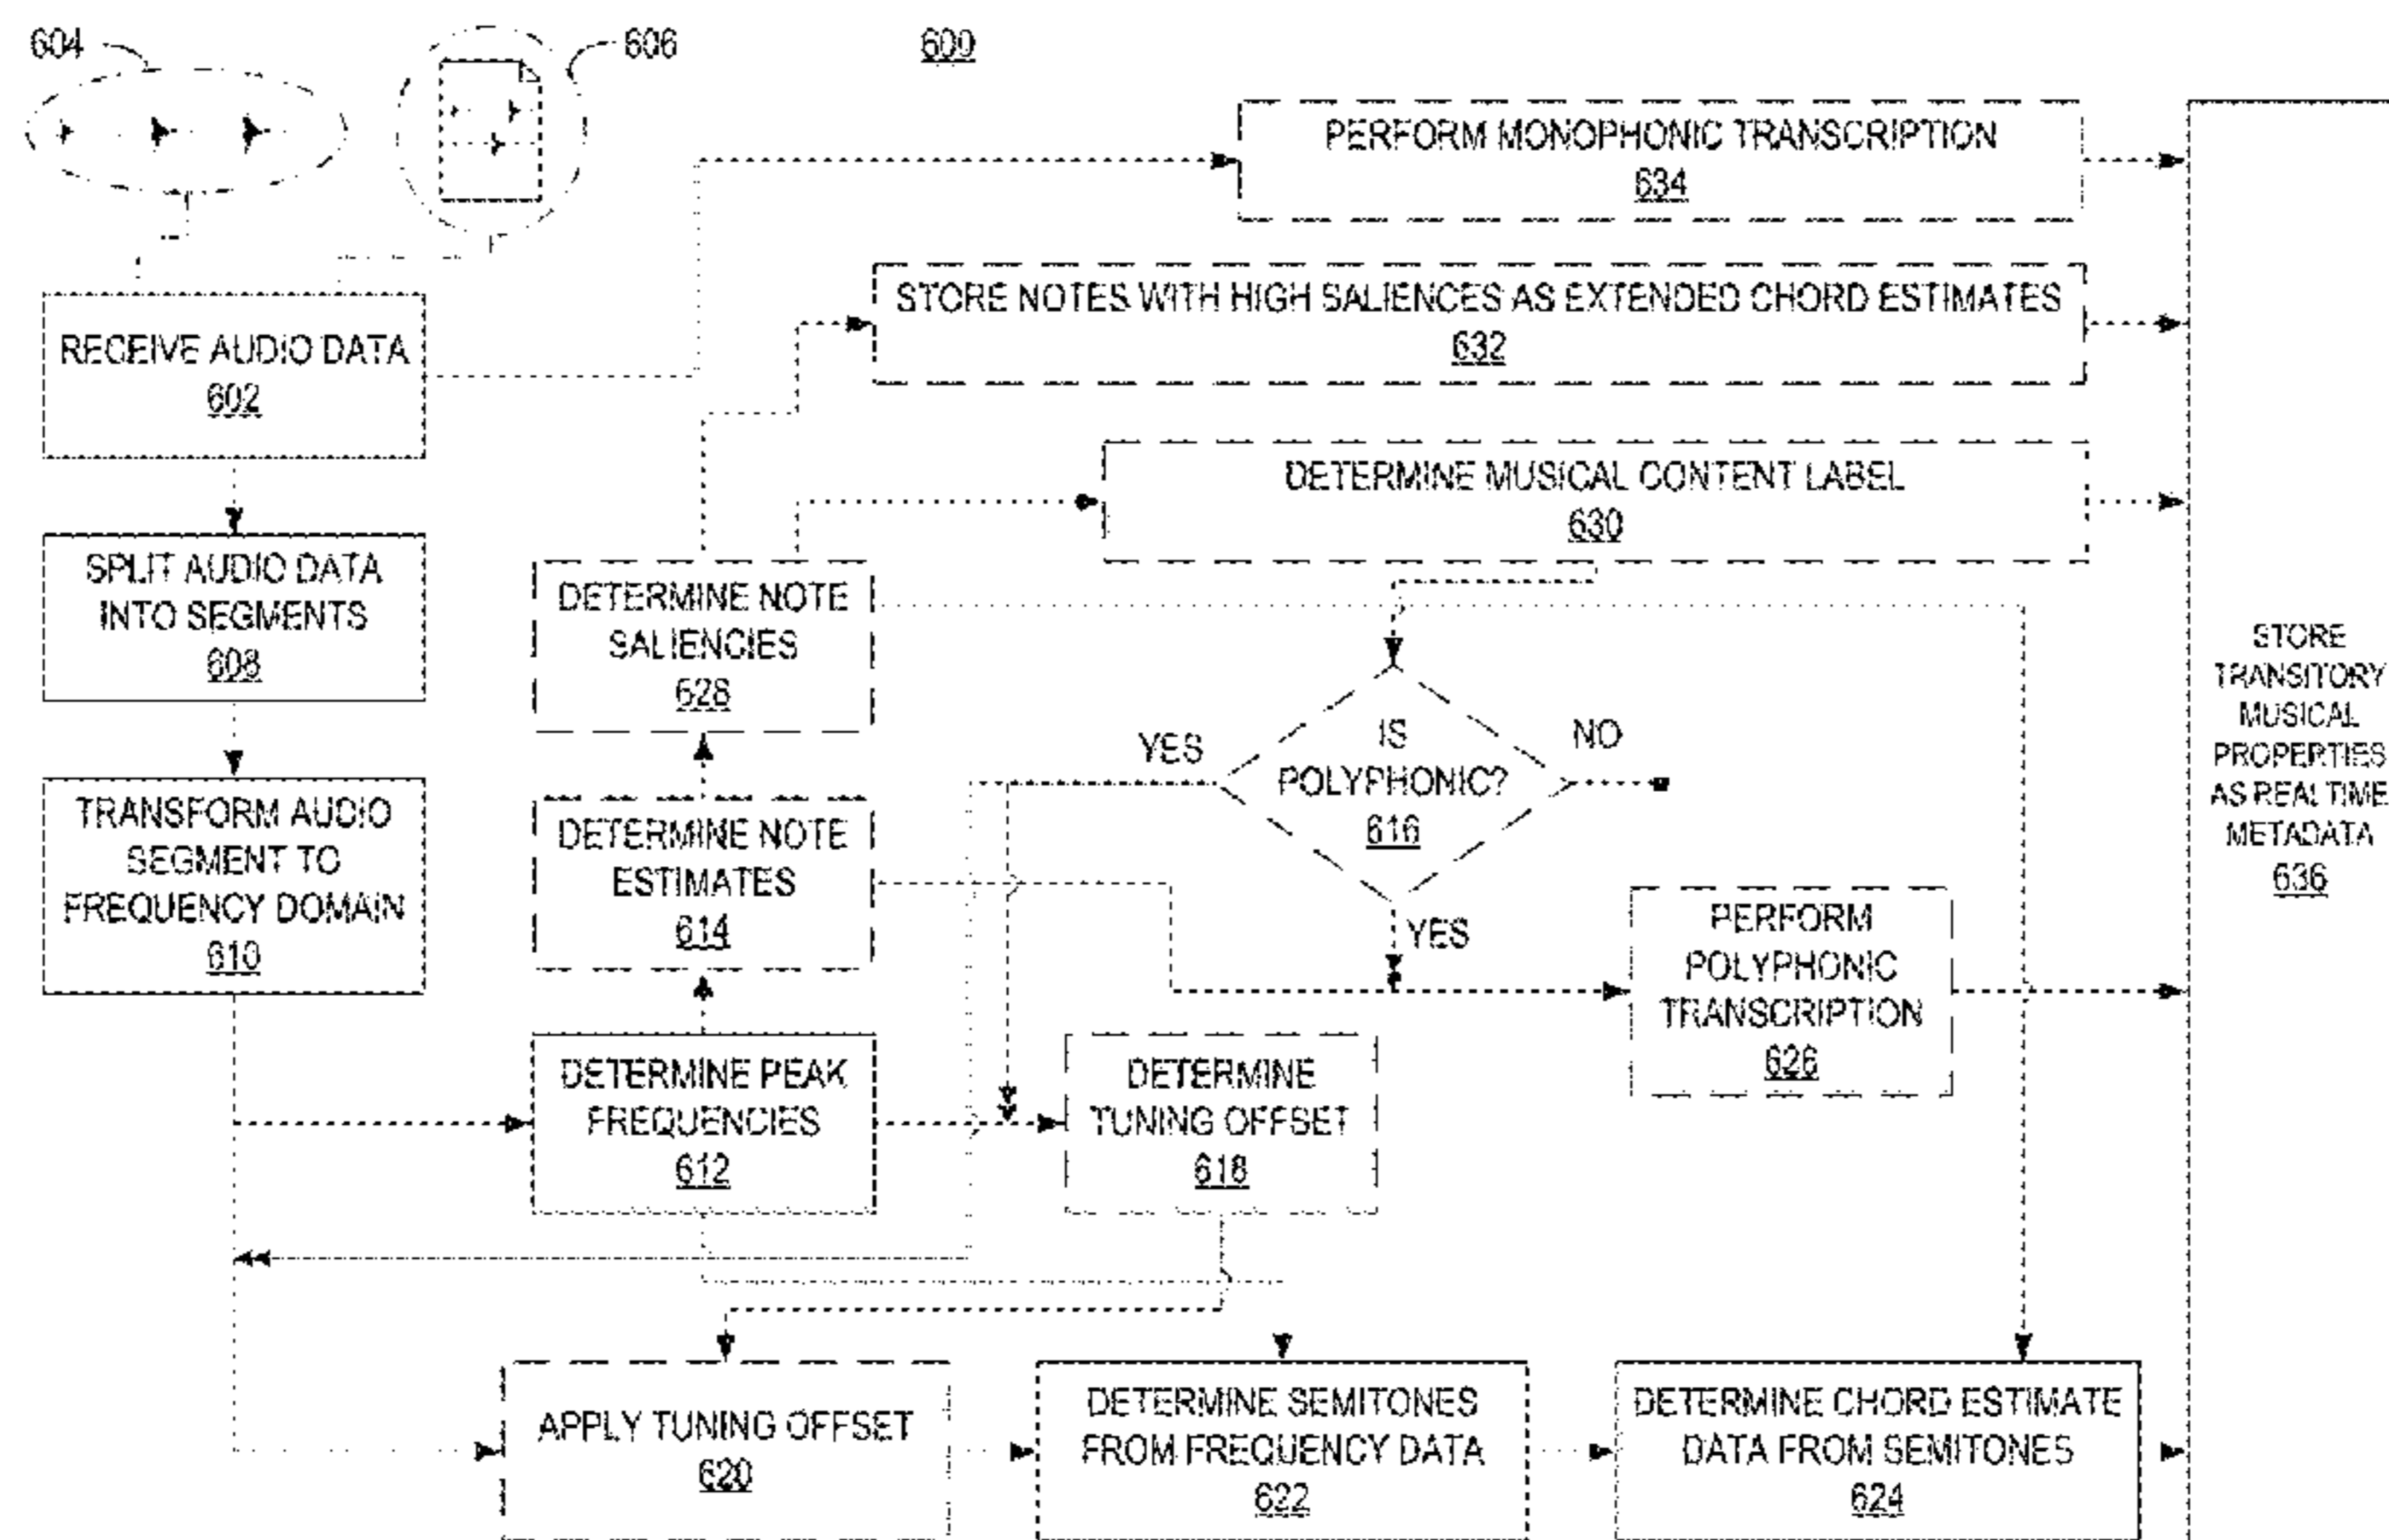 604
606
600
PERFORM MONOPHONIC TRANSCRIPTION
634
STORE NOTES WITH HIGH SALIENCES AS EXTENDED CHORD ESTIMATES
632
RECEIVE AUDIO DATA
602
DETERMINE MUSICAL CONTENT LABEL
630
SPLIT AUDIO DATA
INTO SEGMENTS
608
DETERMINE NOTE
SALIENCIES
628
STORE
TRANSITORY
MUSICAL
PROPERTIES
AS REALTIME
METADATA
636
YES
IS
POLYPHONIC?
616
NO
YES
TRANSFORM AUDIO
SEGMENT TO
FREQUENCY DOMAIN
610
DETERMINE NOTE
ESTIMATES
614
PERFORM
POLYPHONIC
TRANSCRIPTION
626
DETERMINE PEAK
FREQUENCIES
612
DETERMINE
TUNING OFFSET
618
APPLY TUNING OFFSET
620
DETERMINE SEMITONES
FROM FREQUENCY DATA
622
DETERMINE CHORD ESTIMATE
DATA FROM SEMITONES
624